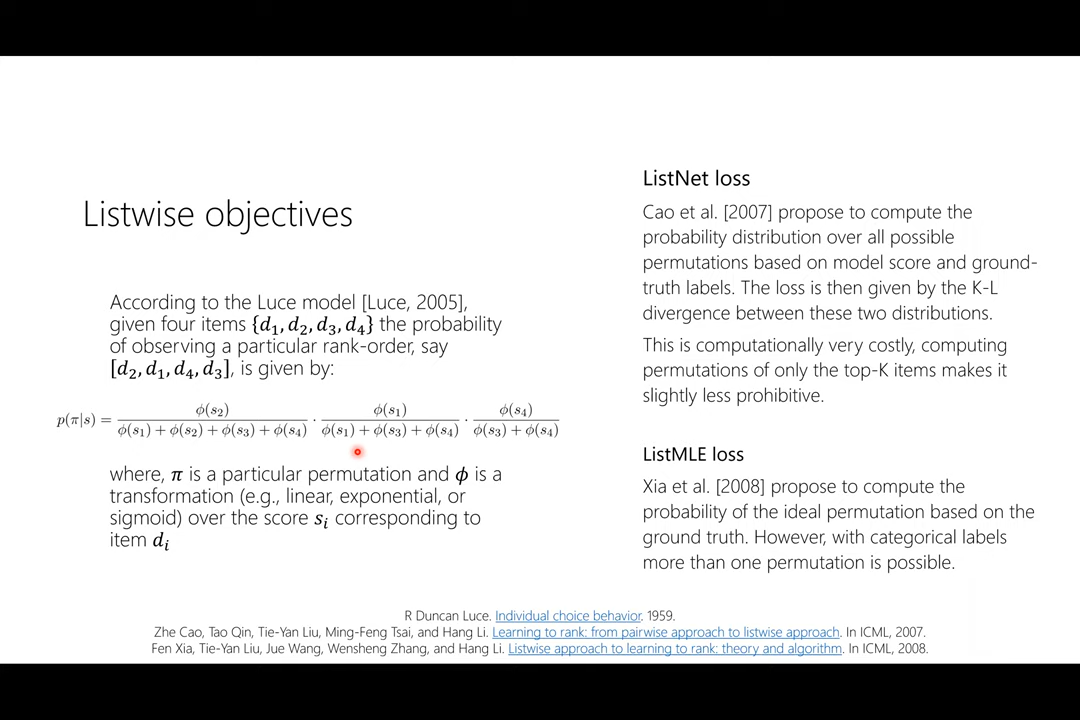 Listwise objectives
According to the Luce model [Luce, 2005],
given four items {d₁, d₂, d₃, d₄} the probability
of observing a particular rank-order, say
[d₂, d₁, d₄, d₃], is given by:
p(π|s) = ϕ(s₂) / (ϕ(s₁) + ϕ(s₂) + ϕ(s₃) + ϕ(s₄)) · ϕ(s₁) / (ϕ(s₁) + ϕ(s₃) + ϕ(s₄)) · ϕ(s₄) / (ϕ(s₃) + ϕ(s₄))
where, π is a particular permutation and ϕ is a
transformation (e.g., linear, exponential, or
sigmoid) over the score sᵢ corresponding to
item dᵢ
ListNet loss
Cao et al. [2007] propose to compute the
probability distribution over all possible
permutations based on model score and ground-
truth labels. The loss is then given by the K-L
divergence between these two distributions.
This is computationally very costly, computing
permutations of only the top-K items makes it
slightly less prohibitive.
ListMLE loss
Xia et al. [2008] propose to compute the
probability of the ideal permutation based on the
ground truth. However, with categorical labels
more than one permutation is possible.
R Duncan Luce. Individual choice behavior. 1959.
Zhe Cao, Tao Qin, Tie-Yan Liu, Ming-Feng Tsai, and Hang Li. Learning to rank: from pairwise approach to listwise approach. In ICML, 2007.
Fen Xia, Tie-Yan Liu, Jue Wang, Wensheng Zhang, and Hang Li. Listwise approach to learning to rank: theory and algorithm. In ICML, 2008.